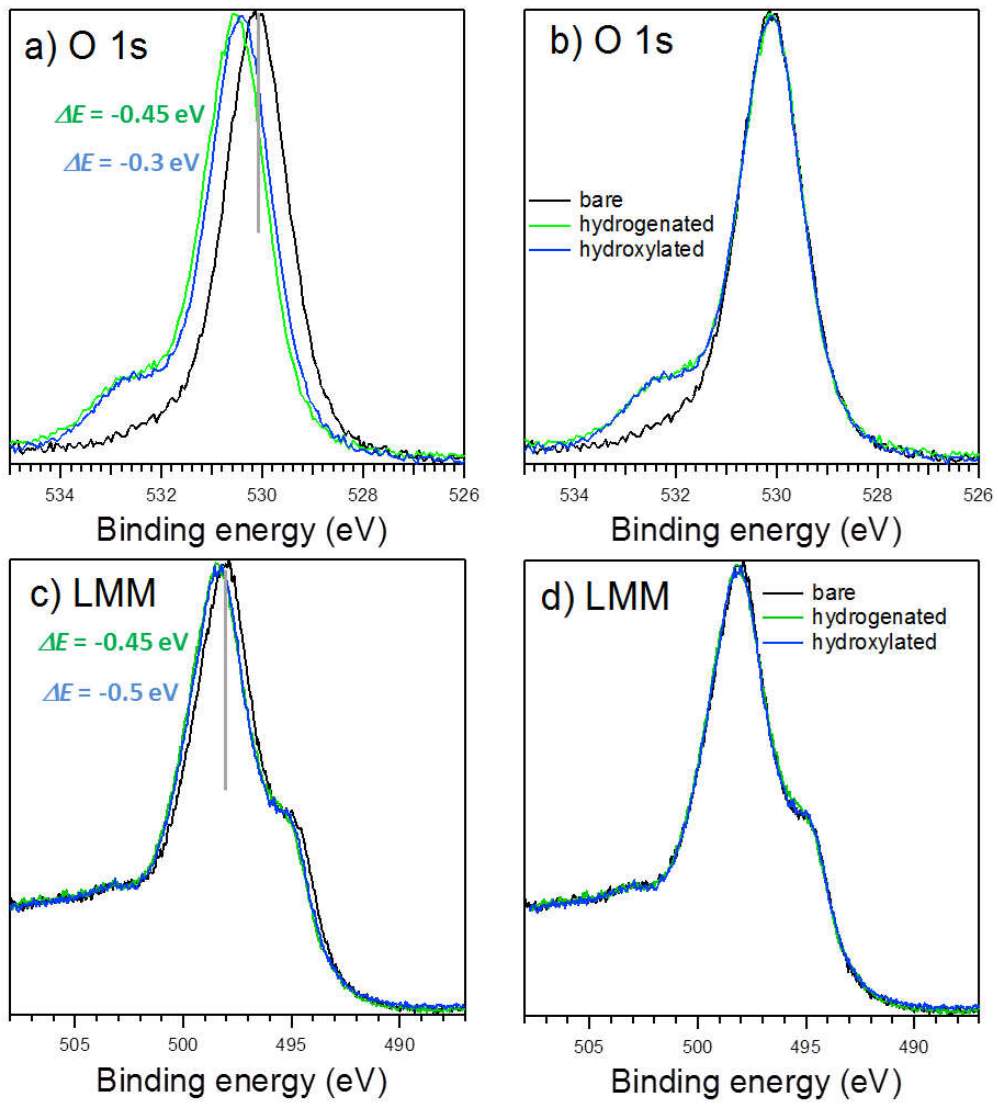 a) O 1s
ΔE = -0.45 eV
ΔE = -0.3 eV
534 532 530 528 526
Binding energy (eV)
b) O 1s
bare
hydrogenated
hydroxylated
534 532 530 528 526
Binding energy (eV)
c) LMM
ΔE = -0.45 eV
ΔE = -0.5 eV
505 500 495 490
Binding energy (eV)
d) LMM
bare
hydrogenated
hydroxylated
505 500 495 490
Binding energy (eV)